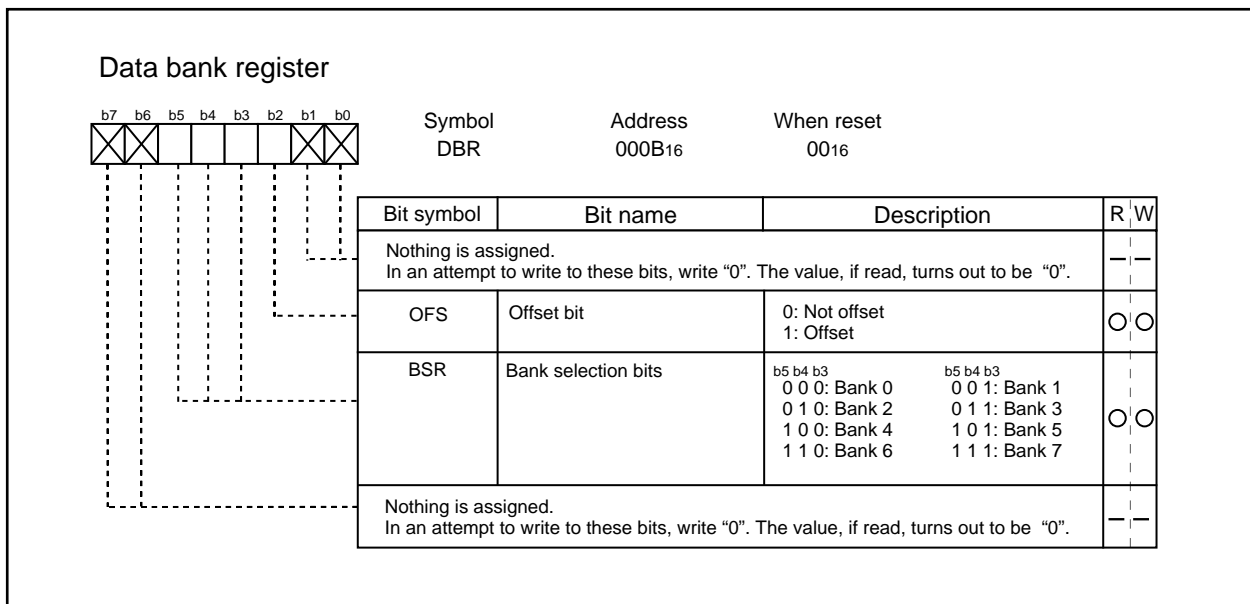 Data bank register
b7 b6 b5 b4 b3 b2 b1 b0
Symbol Address When reset
DBR 000B16 0016
Bit symbol Bit name Description R W
Nothing is assigned.
In an attempt to write to these bits, write “0”. The value, if read, turns out to be “0”.
OFS Offset bit 0: Not offset
1: Offset
BSR Bank selection bits b5 b4 b3 b5 b4 b3
0 0 0: Bank 0 0 0 1: Bank 1
0 1 0: Bank 2 0 1 1: Bank 3
1 0 0: Bank 4 1 0 1: Bank 5
1 1 0: Bank 6 1 1 1: Bank 7
Nothing is assigned.
In an attempt to write to these bits, write “0”. The value, if read, turns out to be “0”.